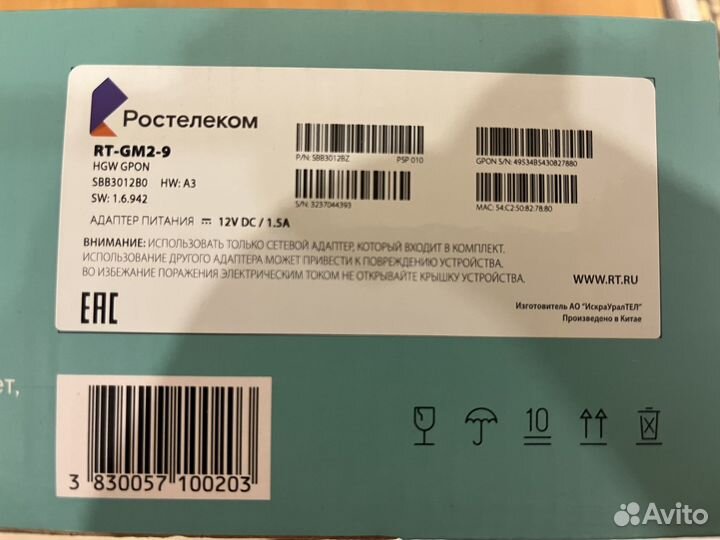 Ростелеком
RT-GM2-9
HGW GPON
SBB3012B0 HW: A3
SW: 1.6.942
P/N: SBB3012BZ PSP 010
S/N: 3237044393
GPON S/N: 49534B5430827880
MAC: 54:C2:50:82:78:80
АДАПТЕР ПИТАНИЯ 12V DC / 1.5A
ВНИМАНИЕ: ИСПОЛЬЗОВАТЬ ТОЛЬКО СЕТЕВОЙ АДАПТЕР, КОТОРЫЙ ВХОДИТ В КОМПЛЕКТ.
ИСПОЛЬЗОВАНИЕ ДРУГОГО АДАПТЕРА МОЖЕТ ПРИВЕСТИ К ПОВРЕЖДЕНИЮ УСТРОЙСТВА.
ВО ИЗБЕЖАНИЕ ПОРАЖЕНИЯ ЭЛЕКТРИЧЕСКИМ ТОКОМ НЕ ОТКРЫВАЙТЕ КРЫШКУ УСТРОЙСТВА.
WWW.RT.RU
EAC
Изготовитель АО "ИскраУралТЕЛ"
Произведено в Китае
ет,
3 830057 100203
10
Avito